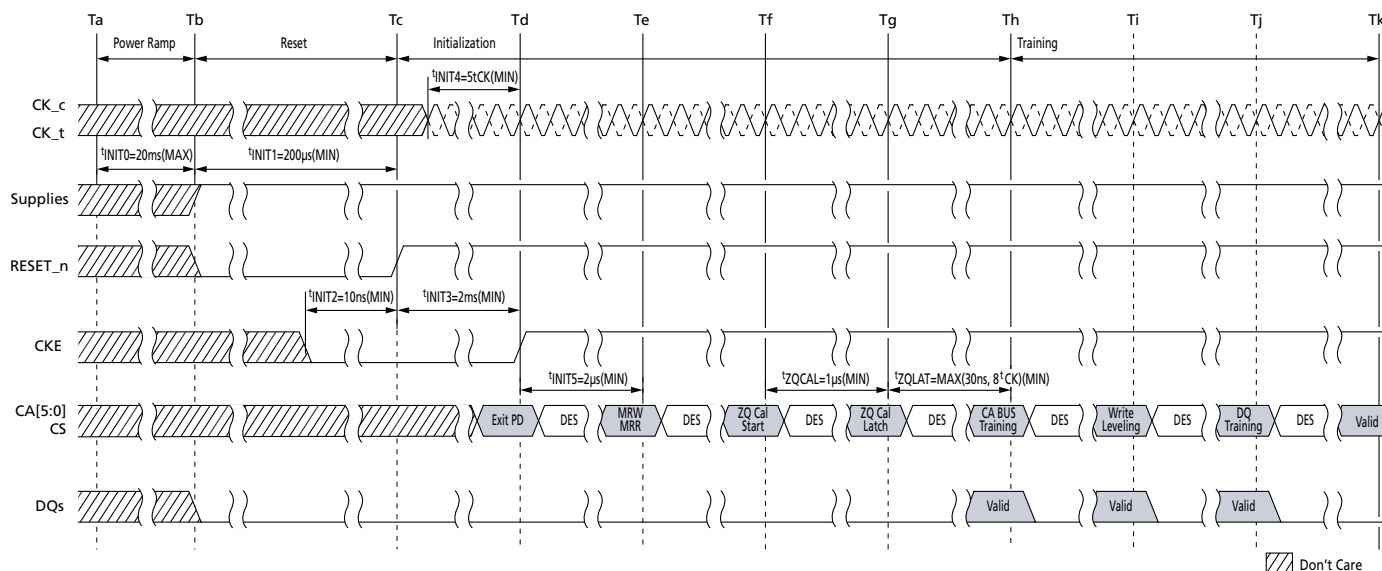 Ta Tb Tc Td Te Tf Tg Th Ti Tj Tk
Power Ramp Reset Initialization Training
tINIT4=5tCK(MIN)
CK_c
CK_t
tINIT0=20ms(MAX) tINIT1=200µs(MIN)
Supplies
RESET_n
tINIT2=10ns(MIN) tINIT3=2ms(MIN)
CKE
tINIT5=2µs(MIN) tZQCAL=1µs(MIN) tZQLAT=MAX(30ns, 8tCK)(MIN)
CA[5:0]
CS
Exit PD DES MRW MRR DES ZQ Cal Start DES ZQ Cal Latch DES CA BUS Training DES Write Leveling DES DQ Training DES Valid
DQs Valid Valid Valid
Don't Care